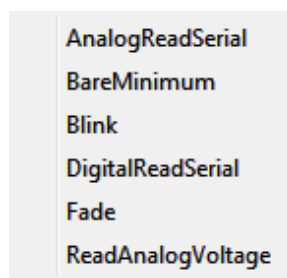 AnalogReadSerial
BareMinimum
Blink
DigitalReadSerial
Fade
ReadAnalogVoltage